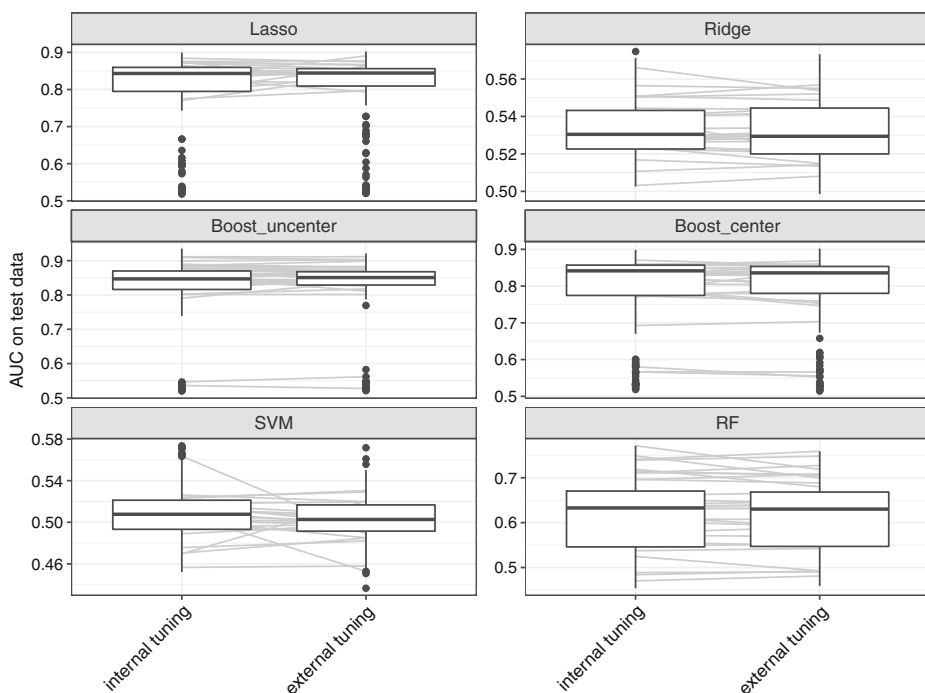 Lasso
Ridge
0.9
0.8
0.7
0.6
0.5
0.56
0.54
0.52
0.50
Boost_uncenter
Boost_center
0.9
0.8
0.7
0.6
0.5
0.9
0.8
0.7
0.6
0.5
AUC on test data
SVM
RF
0.58
0.54
0.50
0.46
0.7
0.6
0.5
internal tuning
external tuning
internal tuning
external tuning